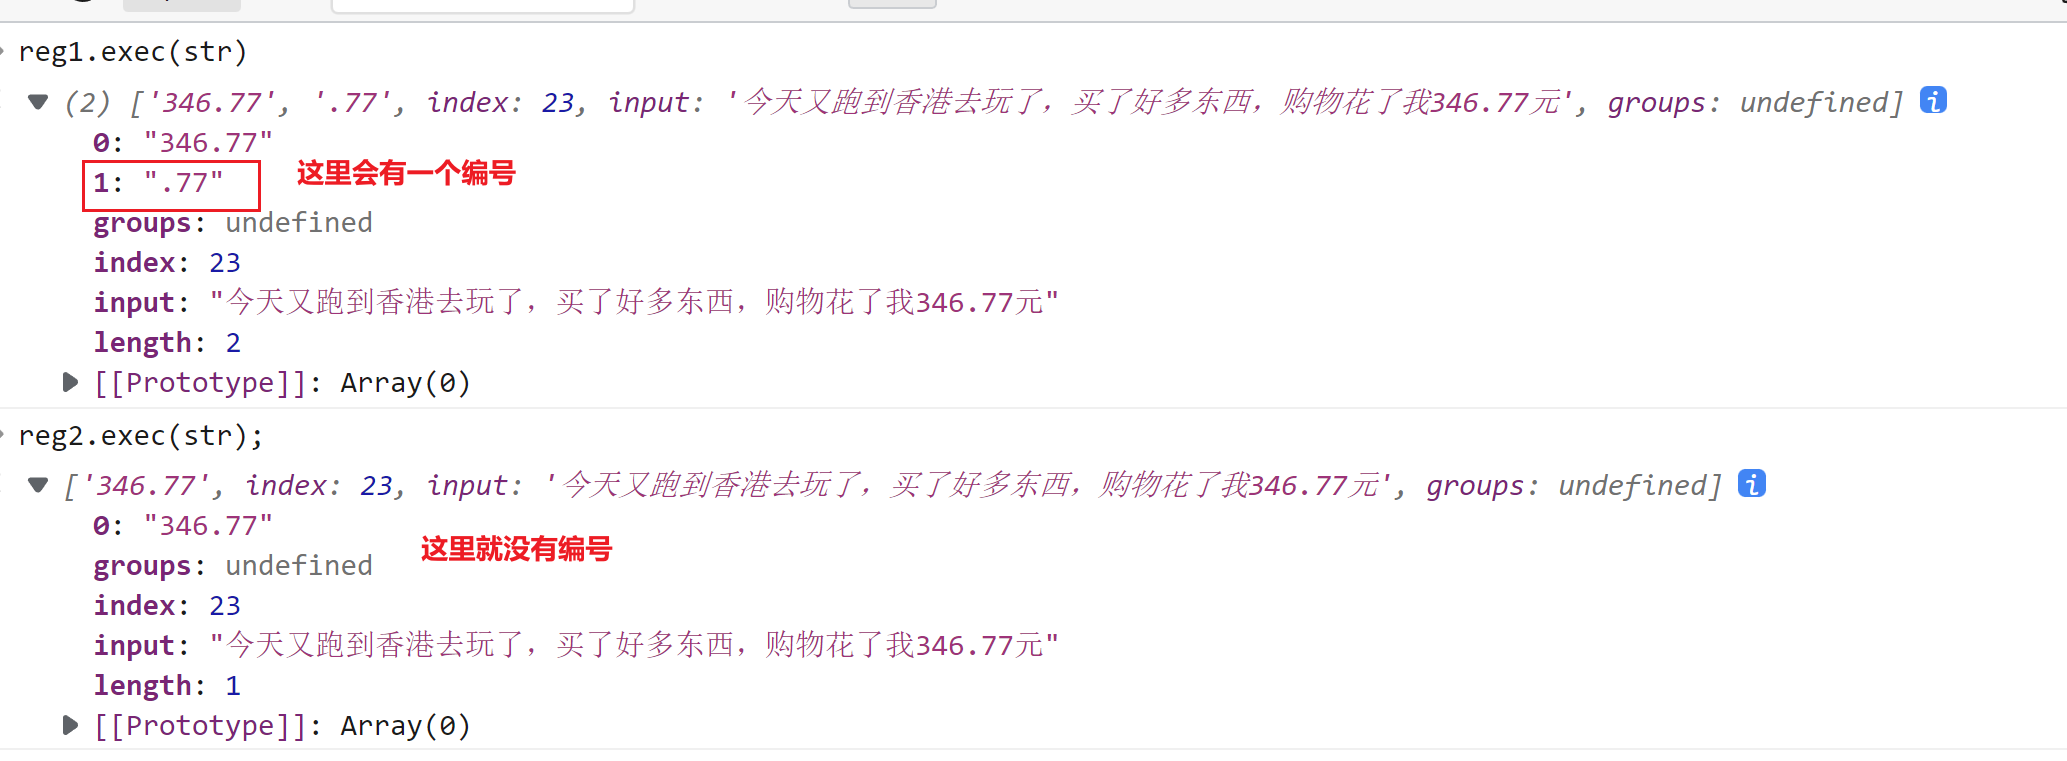 reg1.exec(str)
(2) ['346.77', '.77', index: 23, input: '今天又跑到香港去玩了，买了好多东西，购物花了我346.77元', groups: undefined] i
0: "346.77"
1: ".77" 这里会有一个编号
groups: undefined
index: 23
input: "今天又跑到香港去玩了，买了好多东西，购物花了我346.77元"
length: 2
[[Prototype]]: Array(0)
reg2.exec(str);
['346.77', index: 23, input: '今天又跑到香港去玩了，买了好多东西，购物花了我346.77元', groups: undefined] i
0: "346.77"
这里就没有编号
groups: undefined
index: 23
input: "今天又跑到香港去玩了，买了好多东西，购物花了我346.77元"
length: 1
[[Prototype]]: Array(0)